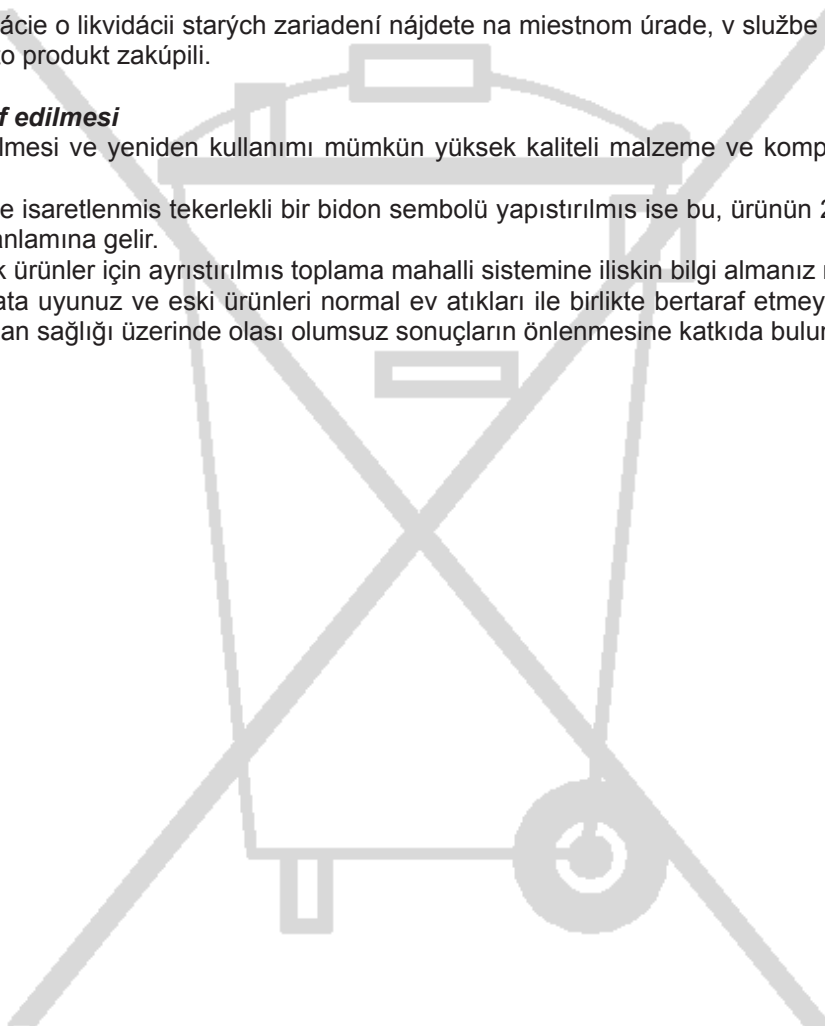 ácie o likvidácii starých zariadení nájdete na miestnom úrade, v službe
to produkt zakúpili.
f edilmesi
lmesi ve yeniden kullanımı mümkün yüksek kaliteli malzeme ve komp
e isaretlenmis tekerlekli bir bidon sembolü yapıstırılmıs ise bu, ürünün 2
anlamına gelir.
k ürünler için ayrıstırılmıs toplama mahalli sistemine iliskin bilgi almanız
ata uyunuz ve eski ürünleri normal ev atıkları ile birlikte bertaraf etmey
an sağlığı üzerinde olası olumsuz sonuçların önlenmesine katkıda bulun